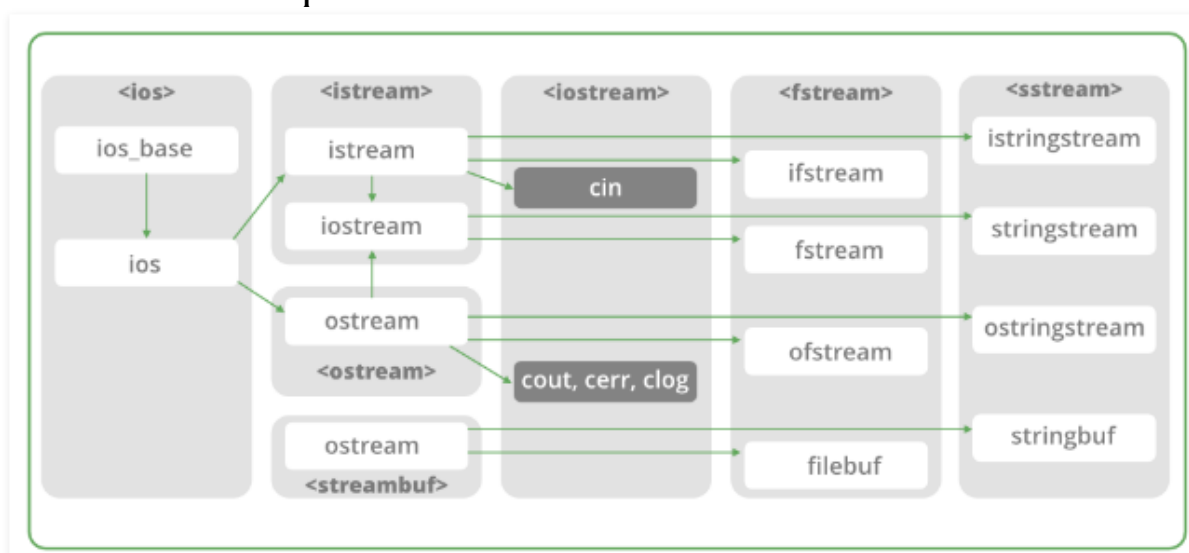 <ios>
ios_base
ios
<istream>
istream
iostream
ostream
<ostream>
ostream
<streambuf>
<iostream>
cin
cout, cerr, clog
<fstream>
ifstream
fstream
ofstream
filebuf
<sstream>
istringstream
stringstream
ostringstream
stringbuf